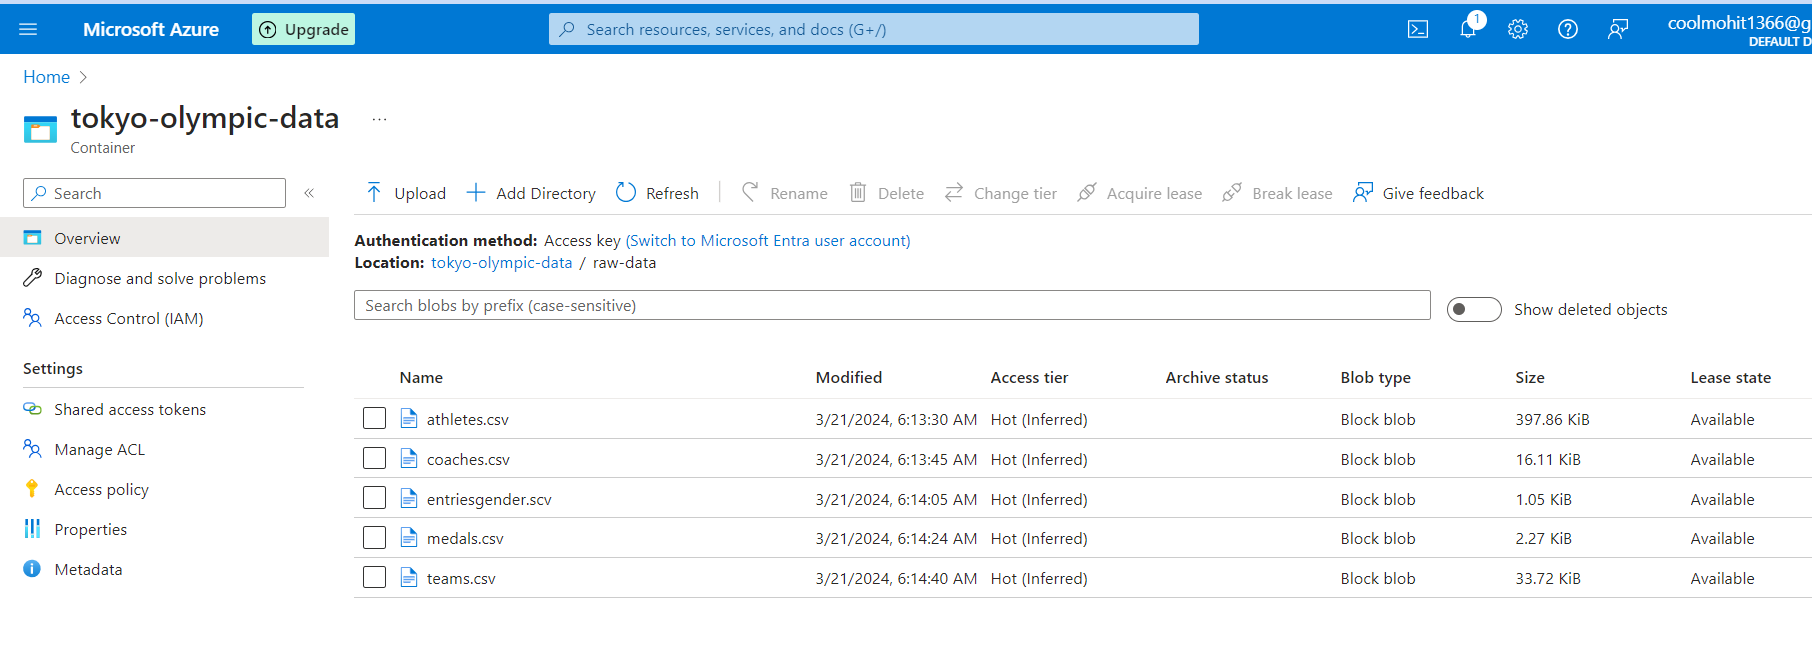 Microsoft Azure
Upgrade
Search resources, services, and docs (G+/)
1
coolmohit1366@g
DEFAULT D
Home
tokyo-olympic-data
...
Container
Search
«
Upload
Add Directory
Refresh
Rename
Delete
Change tier
Acquire lease
Break lease
Give feedback
Overview
Diagnose and solve problems
Access Control (IAM)
Settings
Shared access tokens
Manage ACL
Access policy
Properties
Metadata
Authentication method: Access key (Switch to Microsoft Entra user account)
Location: tokyo-olympic-data / raw-data
Search blobs by prefix (case-sensitive)
Show deleted objects
Name Modified Access tier Archive status Blob type Size Lease state
athletes.csv 3/21/2024, 6:13:30 AM Hot (Inferred) Block blob 397.86 KiB Available
coaches.csv 3/21/2024, 6:13:45 AM Hot (Inferred) Block blob 16.11 KiB Available
entriesgender.scv 3/21/2024, 6:14:05 AM Hot (Inferred) Block blob 1.05 KiB Available
medals.csv 3/21/2024, 6:14:24 AM Hot (Inferred) Block blob 2.27 KiB Available
teams.csv 3/21/2024, 6:14:40 AM Hot (Inferred) Block blob 33.72 KiB Available